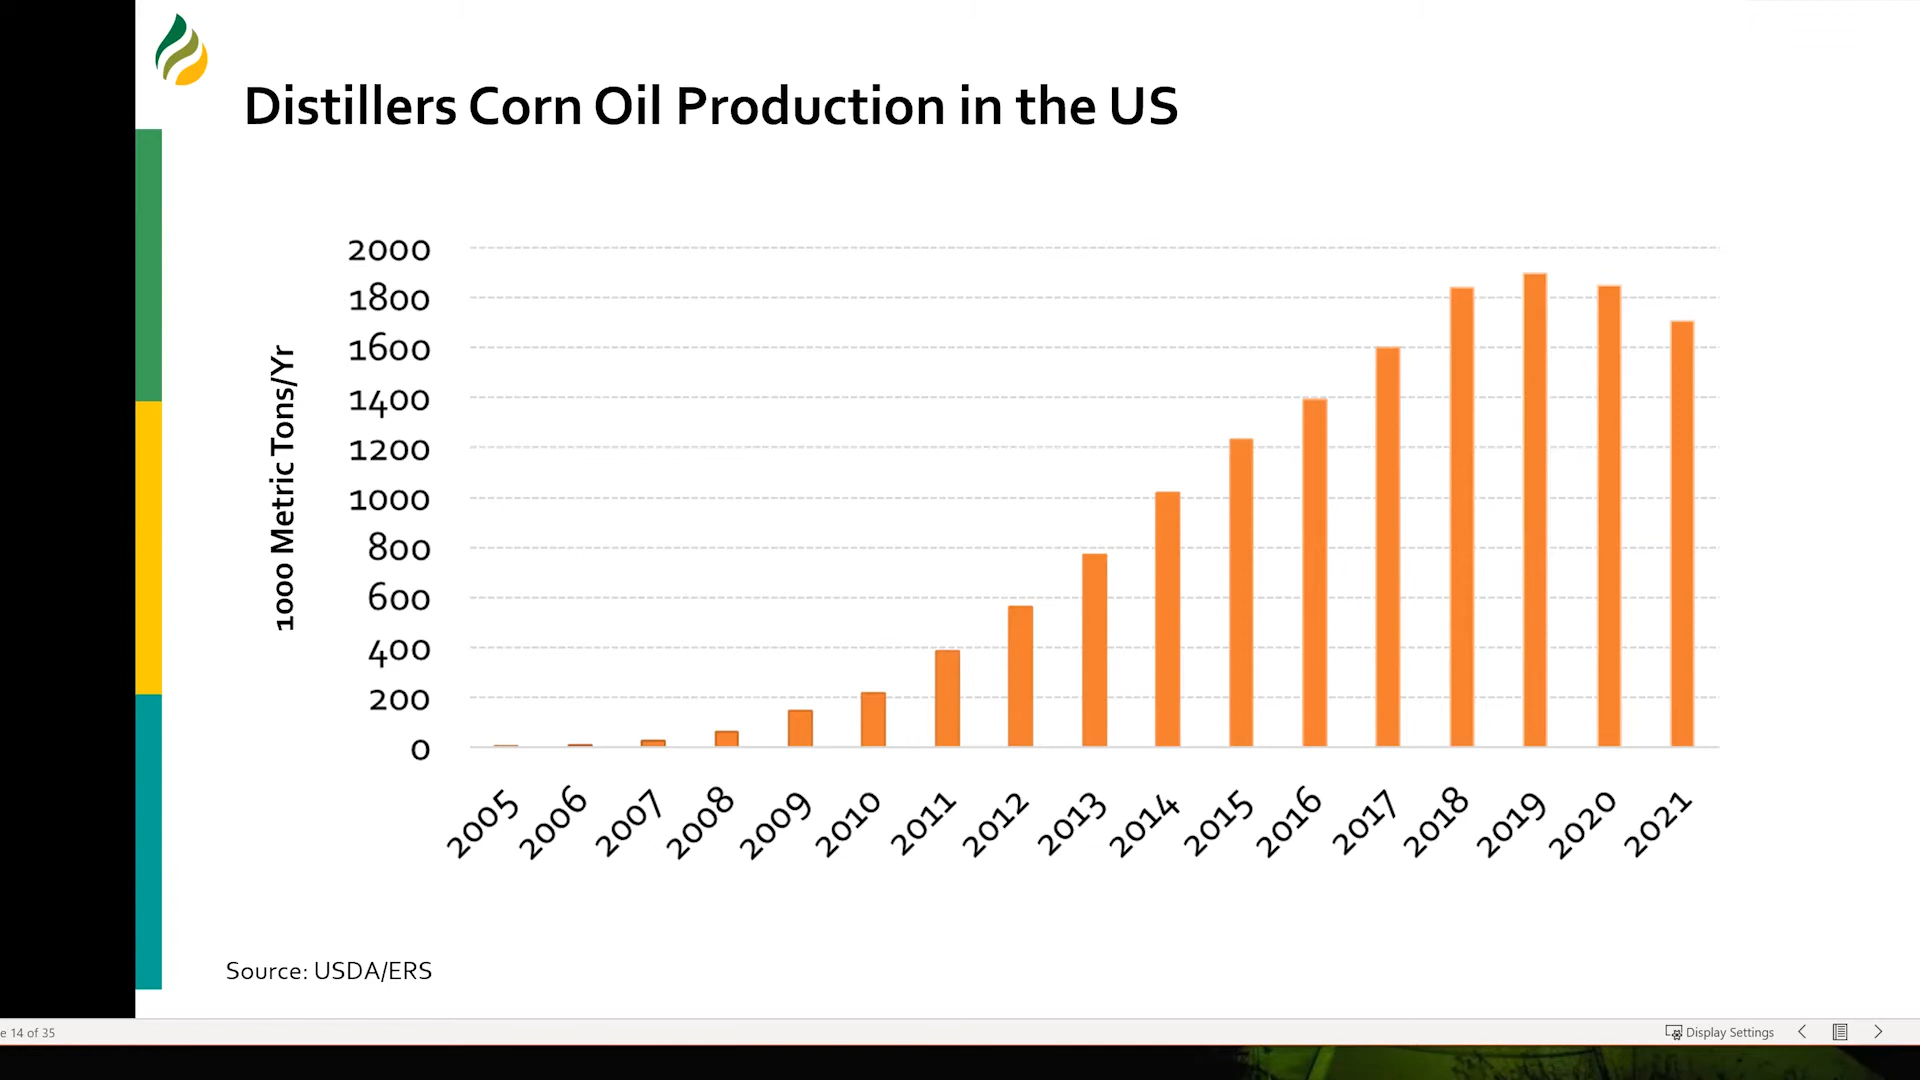 Distillers Corn Oil Production in the US
1000 Metric Tons/Yr
2000
1800
1600
1400
1200
1000
800
600
400
200
0
2005 2006 2007 2008 2009 2010 2011 2012 2013 2014 2015 2016 2017 2018 2019 2020 2021
Source: USDA/ERS
e 14 of 35
Display Settings